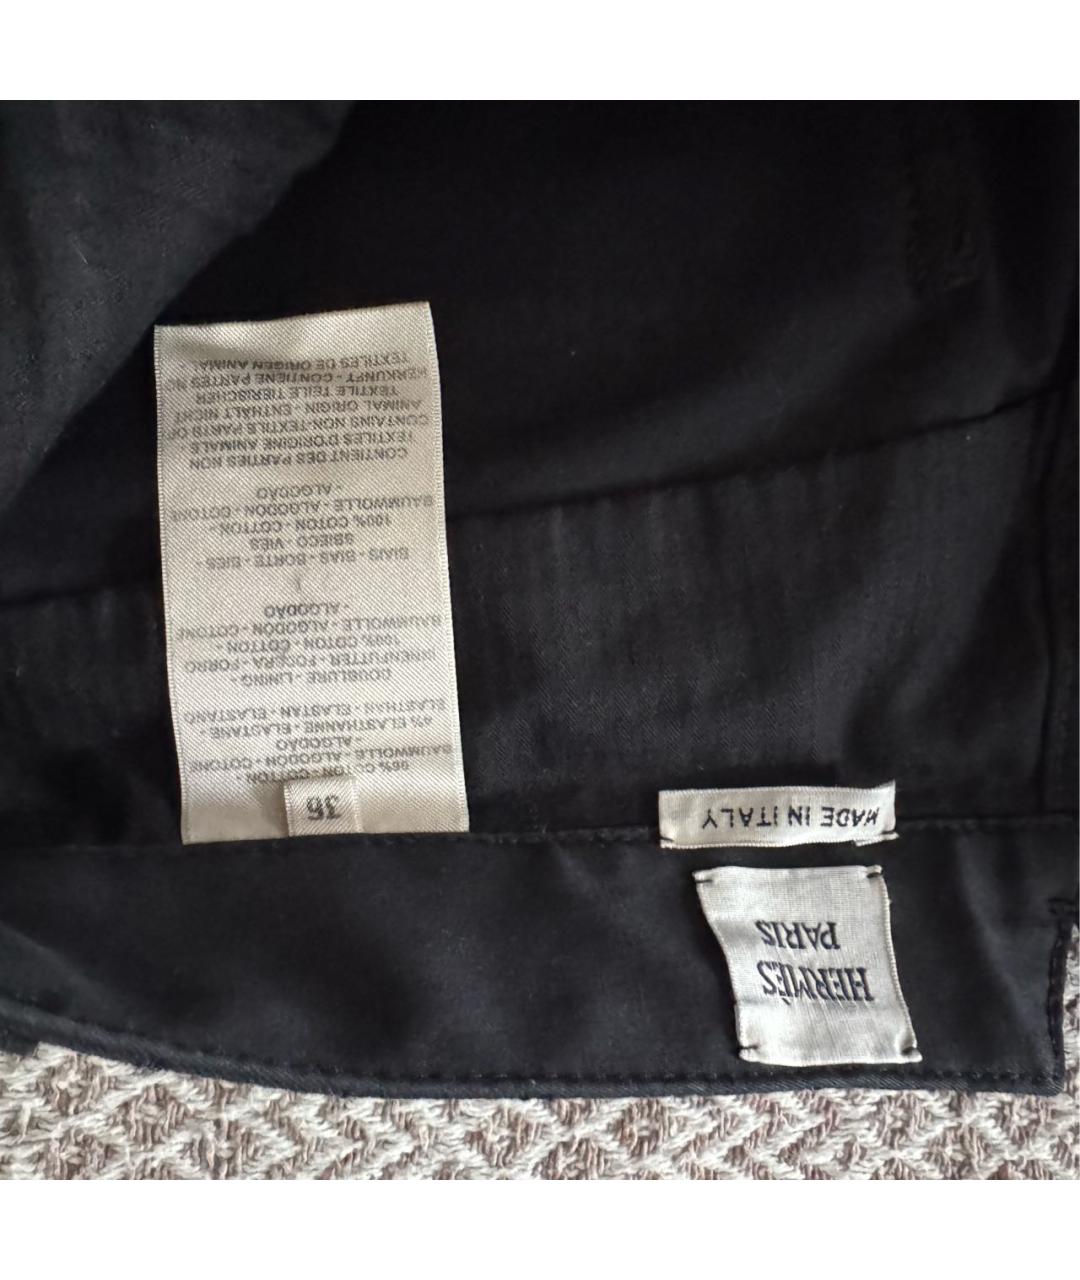 HERMÈS
PARIS
MADE IN ITALY
36
COTON - COTTON
BAUMWOLLE - ALGODON - COTONE
ALGODÃO
4% ELASTHANNE - ELASTANE -
ELASTHAN - ELASTAN - ELASTANO
DOUBLURE - LINING -
INNENFUTTER - FODERA - FORRO
100% COTON - COTTON -
BAUMWOLLE - ALGODON - COTONE
- ALGODÃO
BIAIS - BIAS - BORTE - BIES -
SBIECO - VIÉS
100% COTON - COTTON -
BAUMWOLLE - ALGODON - COTONE
- ALGODÃO
CONTIENT DES PARTIES NON
TEXTILES D'ORIGINE ANIMALE
CONTAINS NON-TEXTILE PARTS OF
ANIMAL ORIGIN - ENTHÄLT NICHT
TEXTILE TEILE TIERISCHER
HERKUNFT - CONTIENE PARTES NO
TEXTILES DE ORIGEN ANIMAL